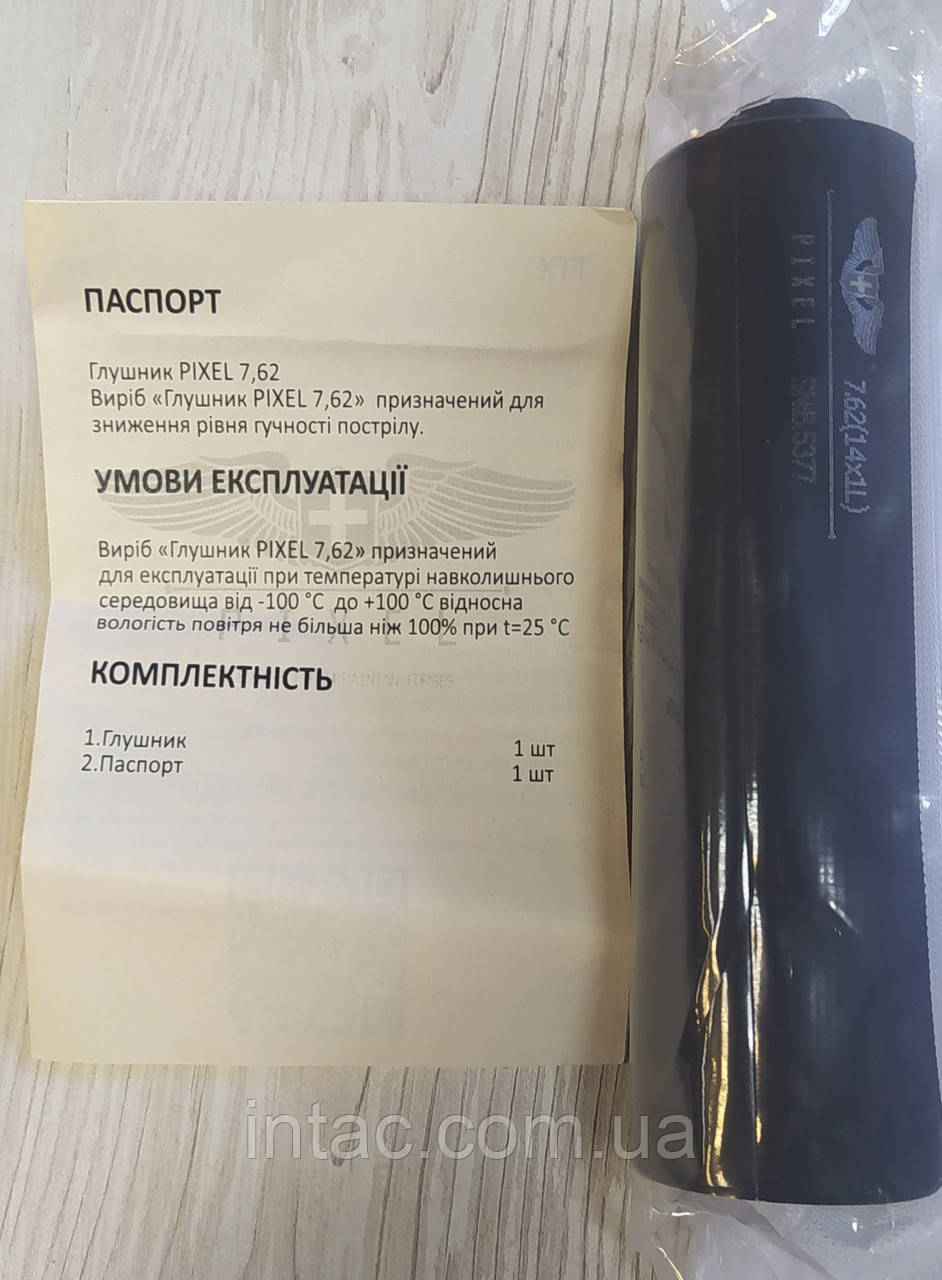 ПАСПОРТ
Глушник PIXEL 7,62
Виріб «Глушник PIXEL 7,62» призначений для
зниження рівня гучності пострілу.
УМОВИ ЕКСПЛУАТАЦІЇ
Виріб «Глушник PIXEL 7,62» призначений
для експлуатації при температурі навколишнього
середовища від -100 °C до +100 °C відносна
вологість повітря не більша ніж 100% при t=25 °C
PIXEL
КОМПЛЕКТНІСТЬ
UKRAINIAN FORSES
1.Глушник 1 шт
2.Паспорт 1 шт
7,62(14x1L)
PIXEL
intac.com.ua